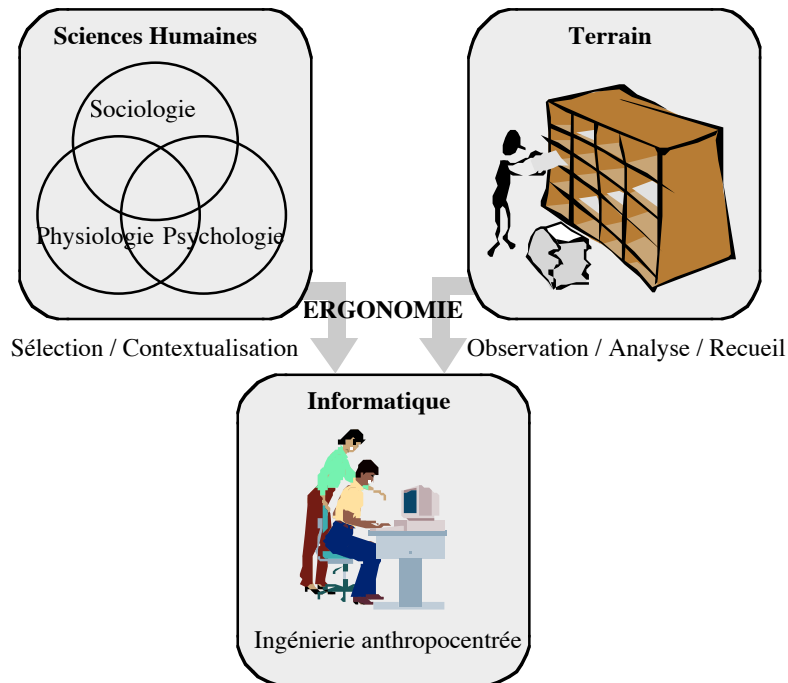 Sciences Humaines
Sociologie
Physiologie Psychologie
Terrain
ERGONOMIE
Sélection / Contextualisation
Observation / Analyse / Recueil
Informatique
Ingénierie anthropocentrée